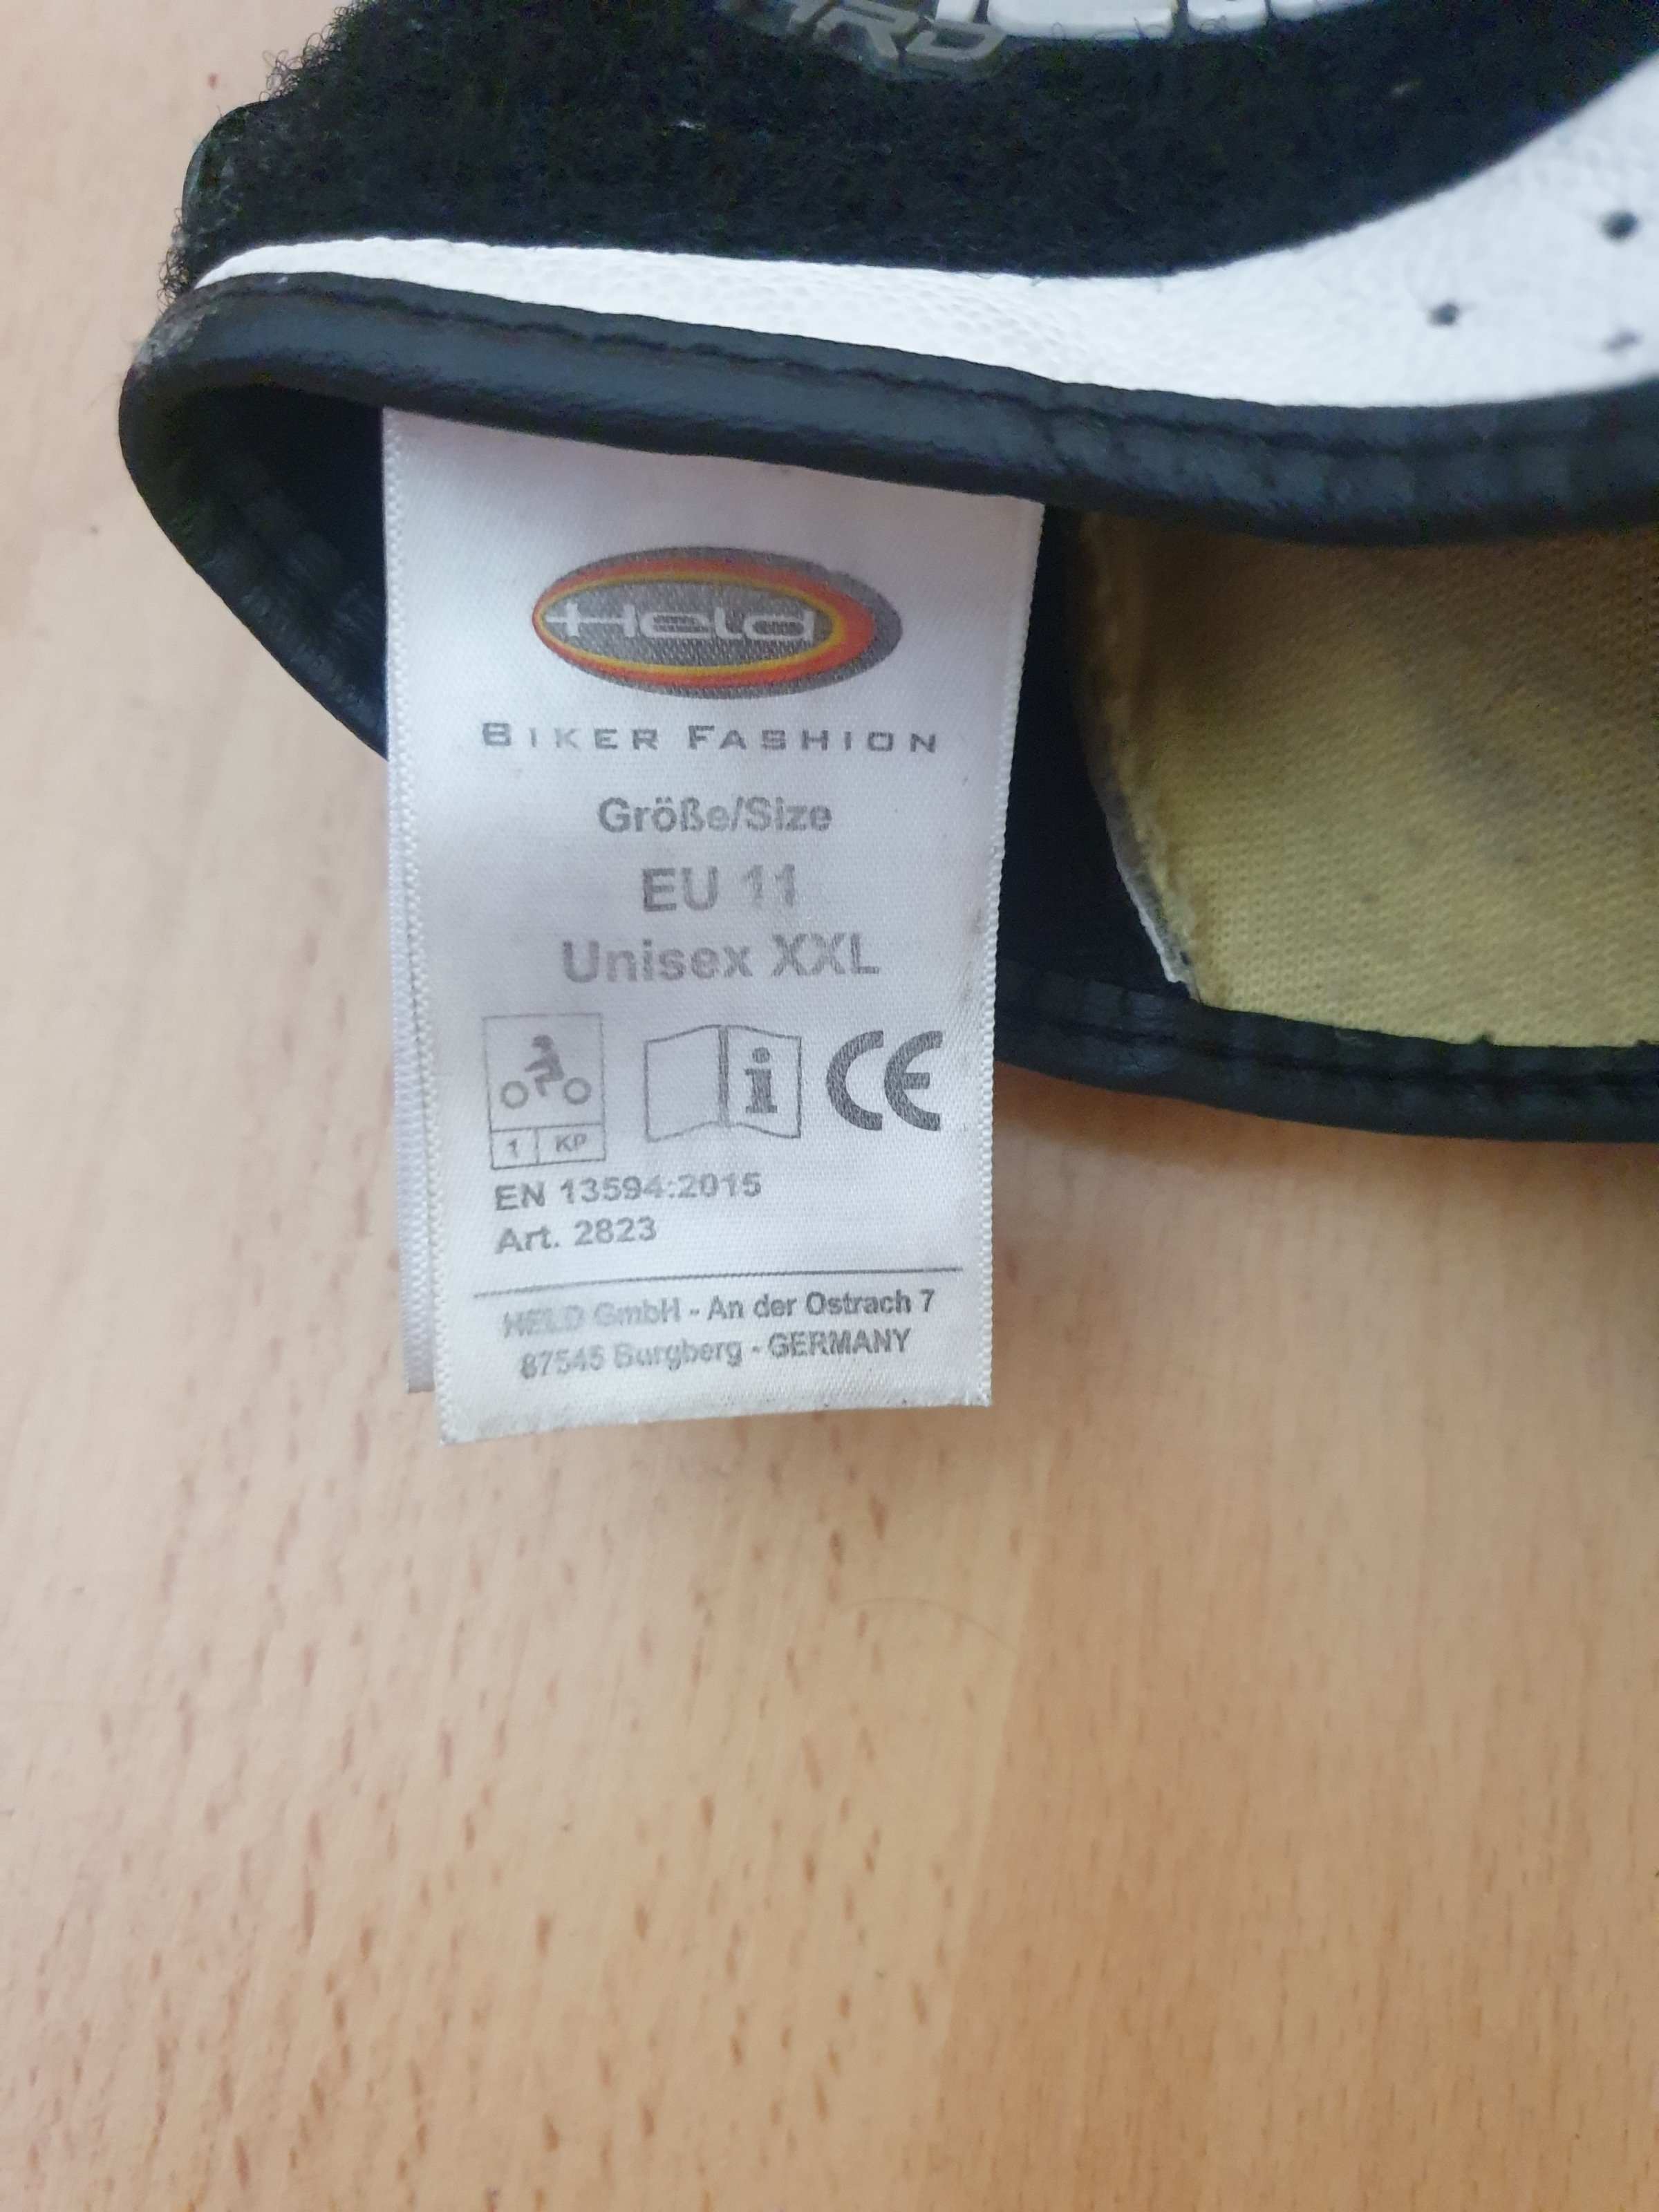 Held
BIKER FASHION
Größe/Size
EU 11
Unisex XXL
i CE
1 KP
EN 13594:2015
Art. 2823
HELD GmbH - An der Ostrach 7
87545 Burgberg - GERMANY